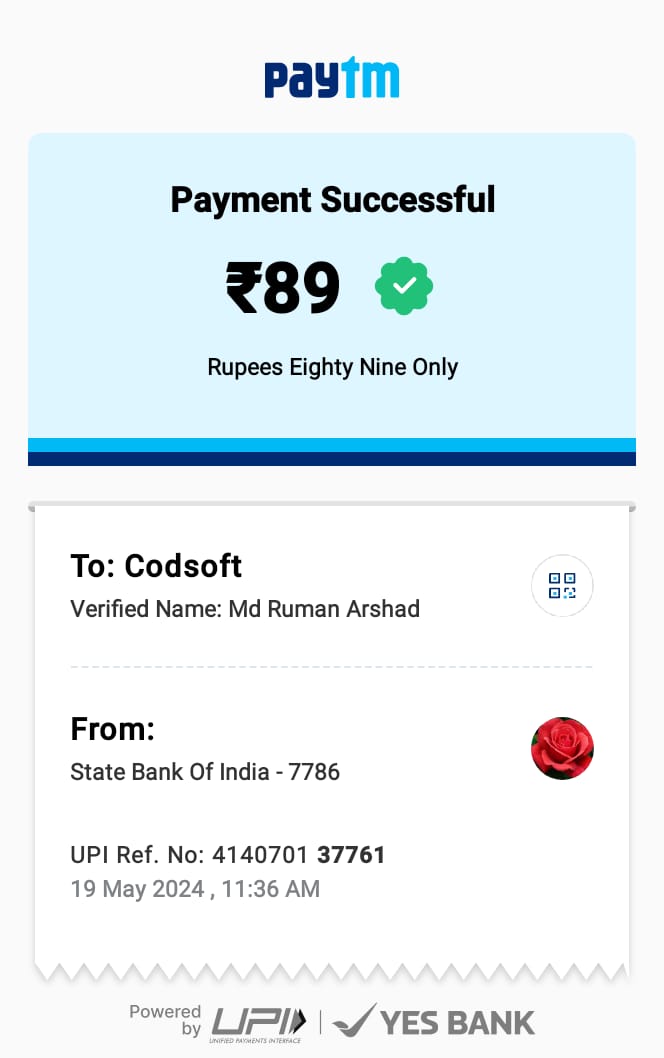 paytm
Payment Successful
₹89
Rupees Eighty Nine Only
To: Codsoft
Verified Name: Md Ruman Arshad
From:
State Bank Of India - 7786
UPI Ref. No: 4140701 37761
19 May 2024 , 11:36 AM
Powered by UPI UNIFIED PAYMENTS INTERFACE | YES BANK